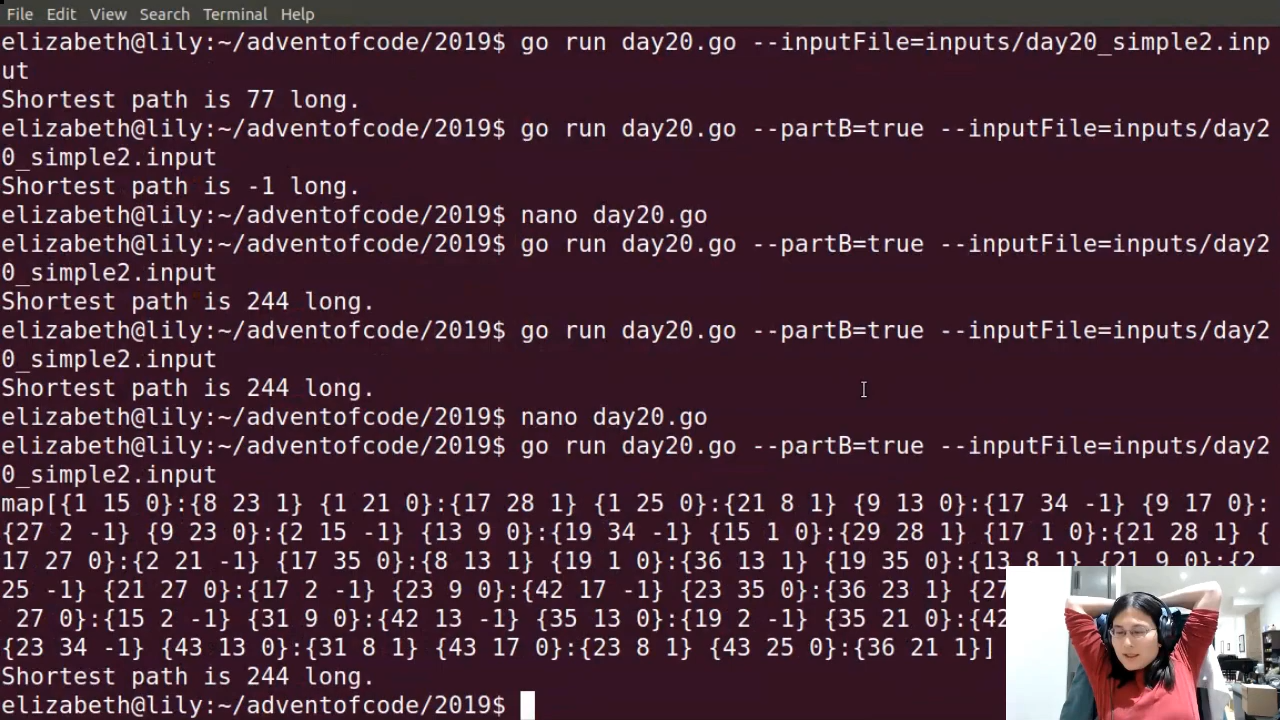 File Edit View Search Terminal Help
elizabeth@lily:~/adventofcode/2019$ go run day20.go --inputFile=inputs/day20_simple2.inp
ut
Shortest path is 77 long.
elizabeth@lily:~/adventofcode/2019$ go run day20.go --partB=true --inputFile=inputs/day2
0_simple2.input
Shortest path is -1 long.
elizabeth@lily:~/adventofcode/2019$ nano day20.go
elizabeth@lily:~/adventofcode/2019$ go run day20.go --partB=true --inputFile=inputs/day2
0_simple2.input
Shortest path is 244 long.
elizabeth@lily:~/adventofcode/2019$ go run day20.go --partB=true --inputFile=inputs/day2
0_simple2.input
Shortest path is 244 long.
elizabeth@lily:~/adventofcode/2019$ nano day20.go
elizabeth@lily:~/adventofcode/2019$ go run day20.go --partB=true --inputFile=inputs/day2
0_simple2.input
map[{1 15 0}:{8 23 1} {1 21 0}:{17 28 1} {1 25 0}:{21 8 1} {9 13 0}:{17 34 -1} {9 17 0}:
{27 2 -1} {9 23 0}:{2 15 -1} {13 9 0}:{19 34 -1} {15 1 0}:{29 28 1} {17 1 0}:{21 28 1} {
17 27 0}:{2 21 -1} {17 35 0}:{8 13 1} {19 1 0}:{36 13 1} {19 35 0}:{13 8 1} {21 9 0}:{2
25 -1} {21 27 0}:{17 2 -1} {23 9 0}:{42 17 -1} {23 35 0}:{36 23 1} {27
27 0}:{15 2 -1} {31 9 0}:{42 13 -1} {35 13 0}:{19 2 -1} {35 21 0}:{42
{23 34 -1} {43 13 0}:{31 8 1} {43 17 0}:{23 8 1} {43 25 0}:{36 21 1}]
Shortest path is 244 long.
elizabeth@lily:~/adventofcode/2019$